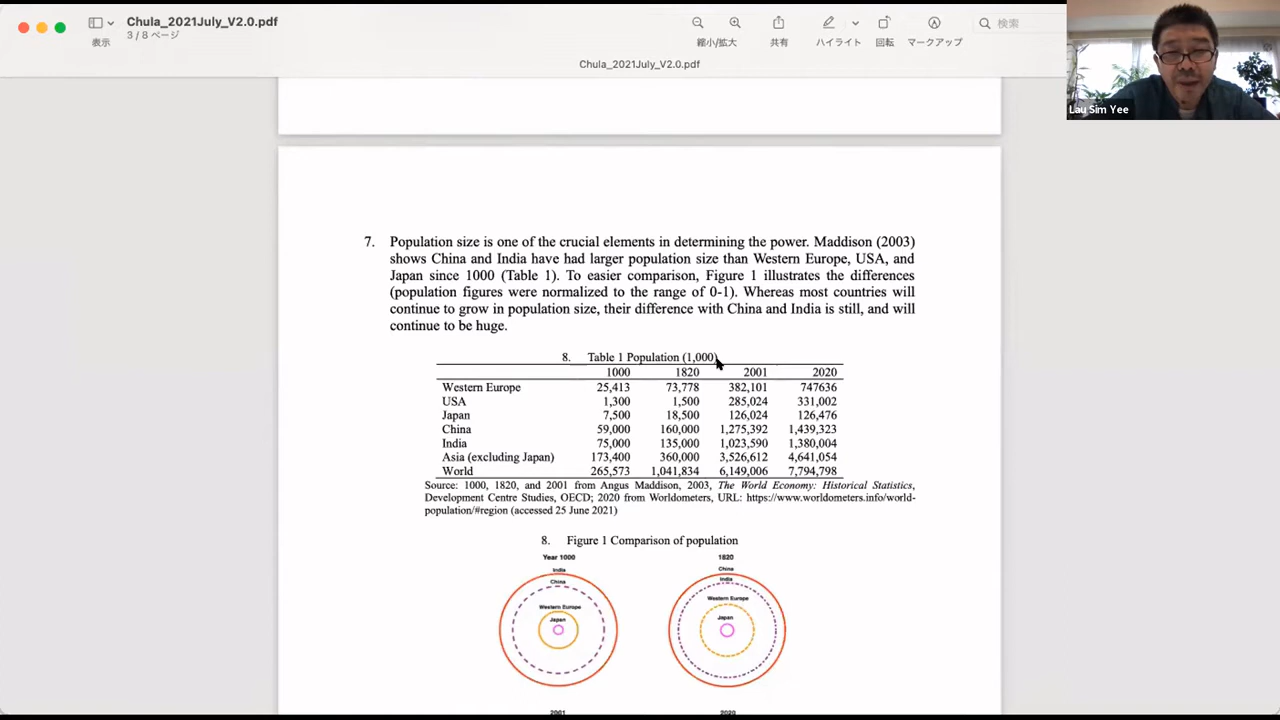 Chula_2021July_V2.0.pdf
3 / 8 ページ
表示
縮小/拡大
共有
ハイライト
回転
マークアップ
検索
Chula_2021July_V2.0.pdf
Lau Sim Yee
7. Population size is one of the crucial elements in determining the power. Maddison (2003)
shows China and India have had larger population size than Western Europe, USA, and
Japan since 1000 (Table 1). To easier comparison, Figure 1 illustrates the differences
(population figures were normalized to the range of 0-1). Whereas most countries will
continue to grow in population size, their difference with China and India is still, and will
continue to be huge.
8. Table 1 Population (1,000)
1000 1820 2001 2020
Western Europe 25,413 73,778 382,101 747636
USA 1,300 1,500 285,024 331,002
Japan 7,500 18,500 126,024 126,476
China 59,000 160,000 1,275,392 1,439,323
India 75,000 135,000 1,023,590 1,380,004
Asia (excluding Japan) 173,400 360,000 3,526,612 4,641,054
World 265,573 1,041,834 6,149,006 7,794,798
Source: 1000, 1820, and 2001 from Angus Maddison, 2003, The World Economy: Historical Statistics,
Development Centre Studies, OECD; 2020 from Worldometers, URL: https://www.worldometers.info/world-
population/#region (accessed 25 June 2021)
8. Figure 1 Comparison of population
Year 1000
India
China
Western Europe
Japan
1820
China
India
Western Europe
Japan
2001
2020